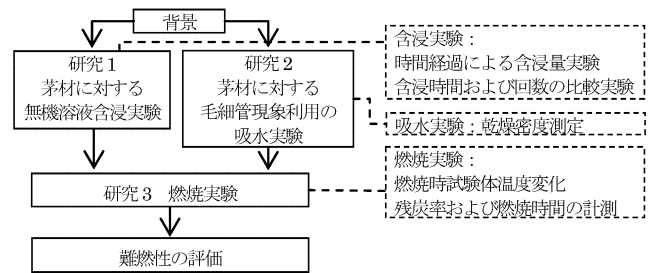 背景
研究1
茅材に対する
無機溶液含浸実験
研究2
茅材に対する
毛細管現象利用の
吸水実験
研究3 燃焼実験
難燃性の評価
含浸実験：
時間経過による含浸量実験
含浸時間および回数の比較実験
吸水実験：乾燥密度測定
燃焼実験：
燃焼時試験体温度変化
残炭率および燃焼時間の計測